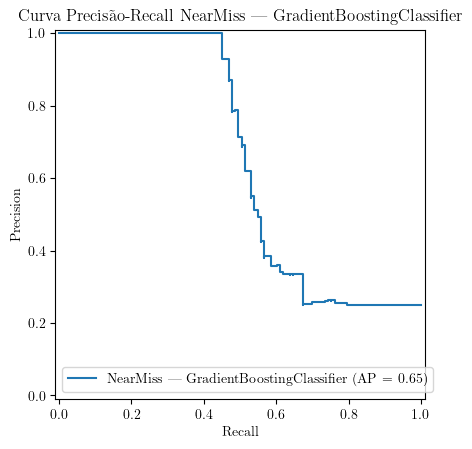 Curva Precisão-Recall NearMiss — GradientBoostingClassifier
1.0
0.8
0.6
0.4
0.2
0.0
Precision
NearMiss — GradientBoostingClassifier (AP = 0.65)
0.0 0.2 0.4 0.6 0.8 1.0
Recall